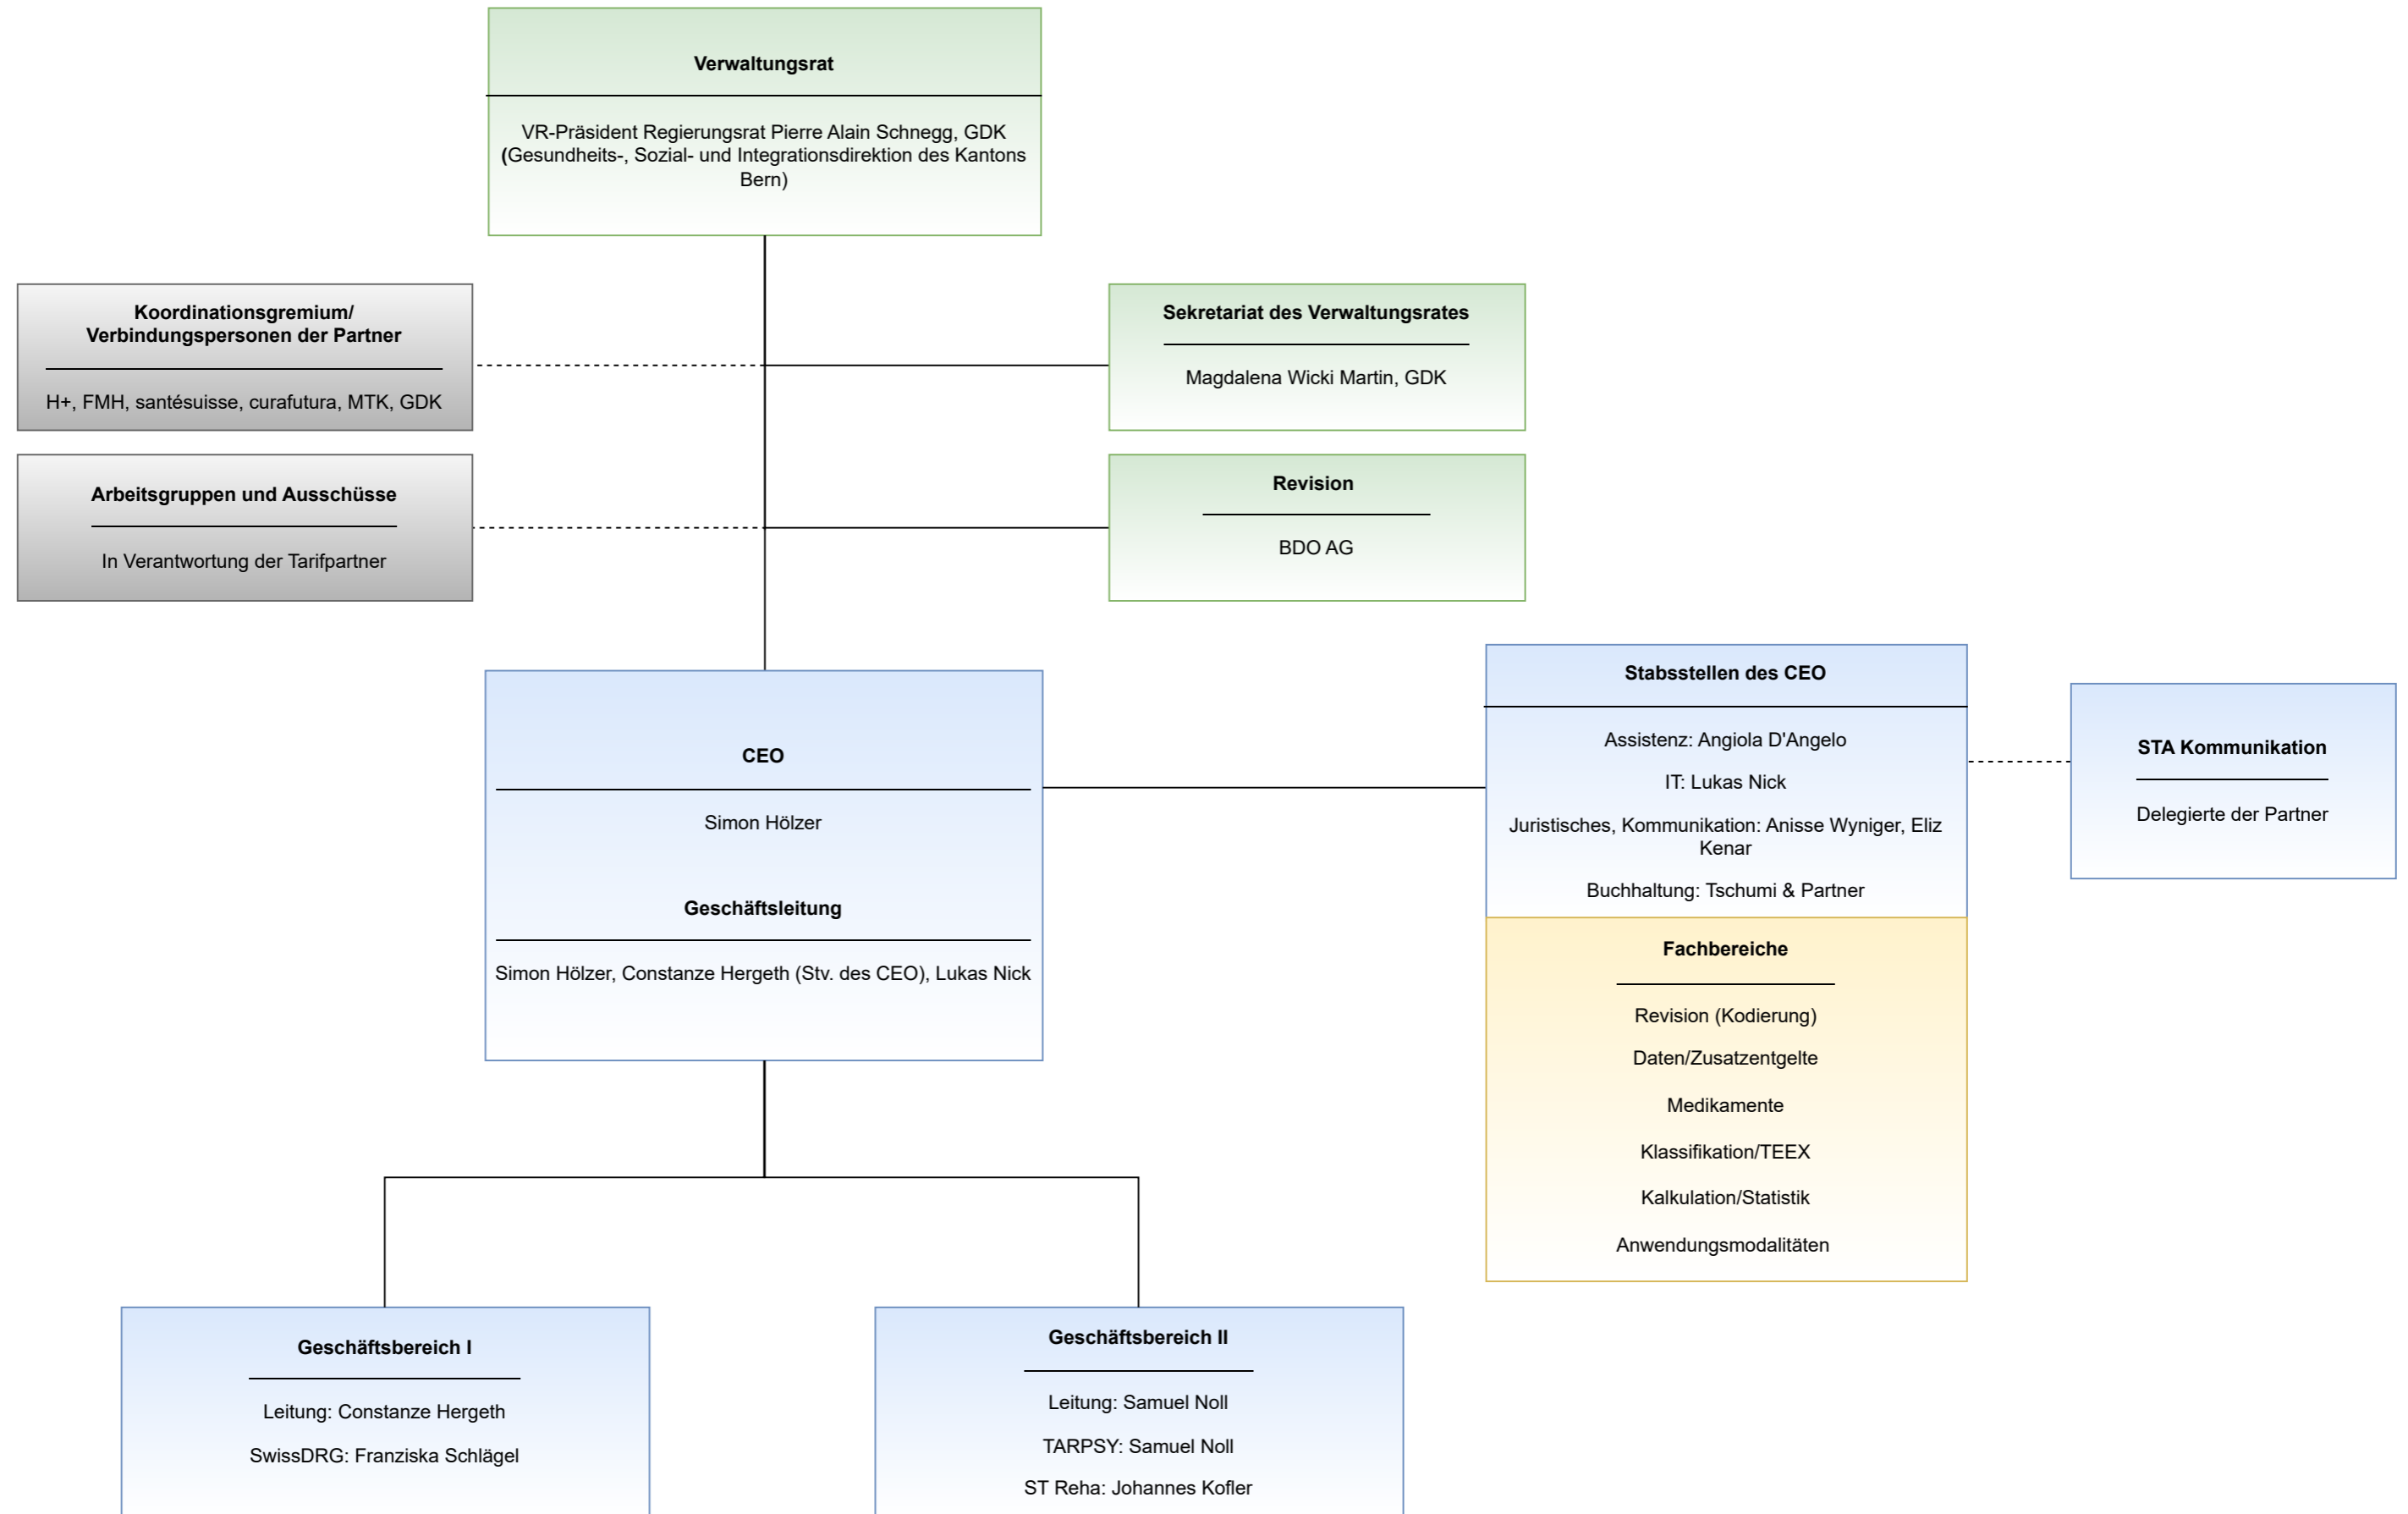 Verwaltungsrat
VR-Präsident Regierungsrat Pierre Alain Schnegg, GDK
(Gesundheits-, Sozial- und Integrationsdirektion des Kantons
Bern)
Koordinationsgremium/
Verbindungspersonen der Partner
H+, FMH, santésuisse, curafutura, MTK, GDK
Sekretariat des Verwaltungsrates
Magdalena Wicki Martin, GDK
Arbeitsgruppen und Ausschüsse
In Verantwortung der Tarifpartner
Revision
BDO AG
CEO
Simon Hölzer
Geschäftsleitung
Simon Hölzer, Constanze Hergeth (Stv. des CEO), Lukas Nick
Stabsstellen des CEO
Assistenz: Angiola D'Angelo
IT: Lukas Nick
Juristisches, Kommunikation: Anisse Wyniger, Eliz
Kenar
Buchhaltung: Tschumi & Partner
STA Kommunikation
Delegierte der Partner
Fachbereiche
Revision (Kodierung)
Daten/Zusatzentgelte
Medikamente
Klassifikation/TEEX
Kalkulation/Statistik
Anwendungsmodalitäten
Geschäftsbereich I
Leitung: Constanze Hergeth
SwissDRG: Franziska Schlägel
Geschäftsbereich II
Leitung: Samuel Noll
TARPSY: Samuel Noll
ST Reha: Johannes Kofler